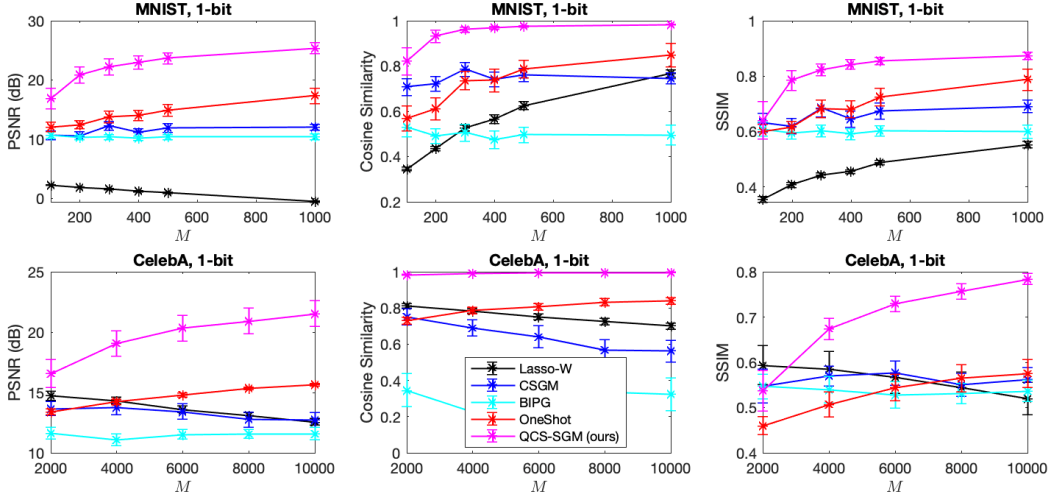 MNIST, 1-bit
30
20
10
0
PSNR (dB)
200 400 600 800 1000
M
MNIST, 1-bit
1
0.8
0.6
0.4
0.2
Cosine Similarity
200 400 600 800 1000
M
MNIST, 1-bit
1
0.8
0.6
0.4
SSIM
200 400 600 800 1000
M
CelebA, 1-bit
25
20
15
10
PSNR (dB)
2000 4000 6000 8000 10000
M
CelebA, 1-bit
1
0.8
0.6
0.4
0.2
0
Cosine Similarity
Lasso-W
CSGM
BIPG
OneShot
QCS-SGM (ours)
2000 4000 6000 8000 10000
M
CelebA, 1-bit
0.8
0.7
0.6
0.5
0.4
SSIM
2000 4000 6000 8000 10000
M